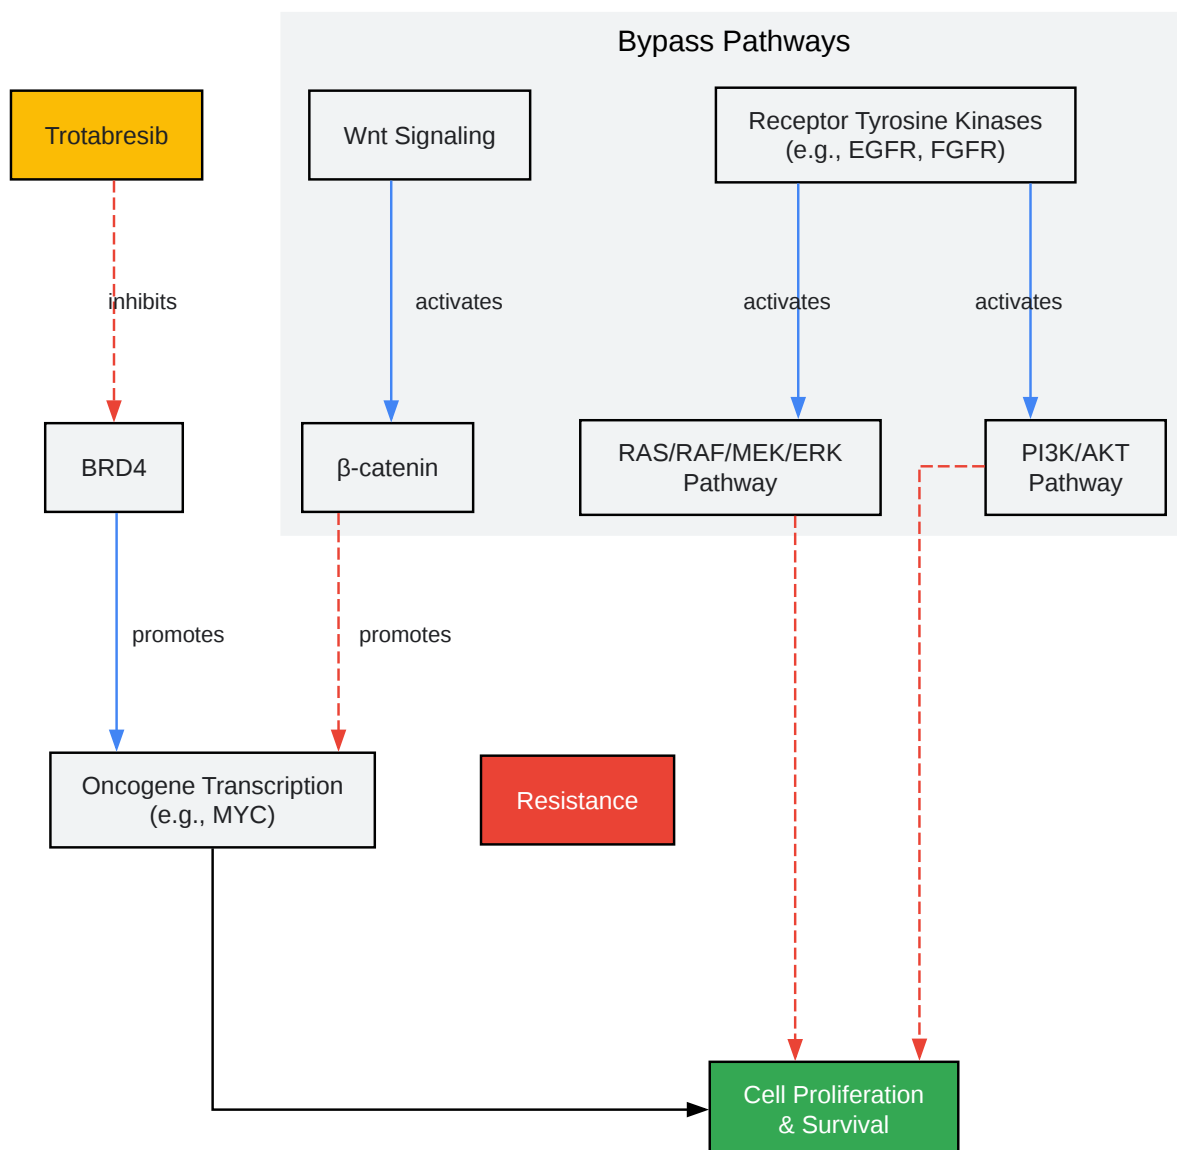 Bypass Pathways
Trotabresib
Wnt Signaling
Receptor Tyrosine Kinases
(e.g., EGFR, FGFR)
inhibits
activates
activates
activates
BRD4
β-catenin
RAS/RAF/MEK/ERK
Pathway
PI3K/AKT
Pathway
promotes
promotes
Oncogene Transcription
(e.g., MYC)
Resistance
Cell Proliferation
& Survival